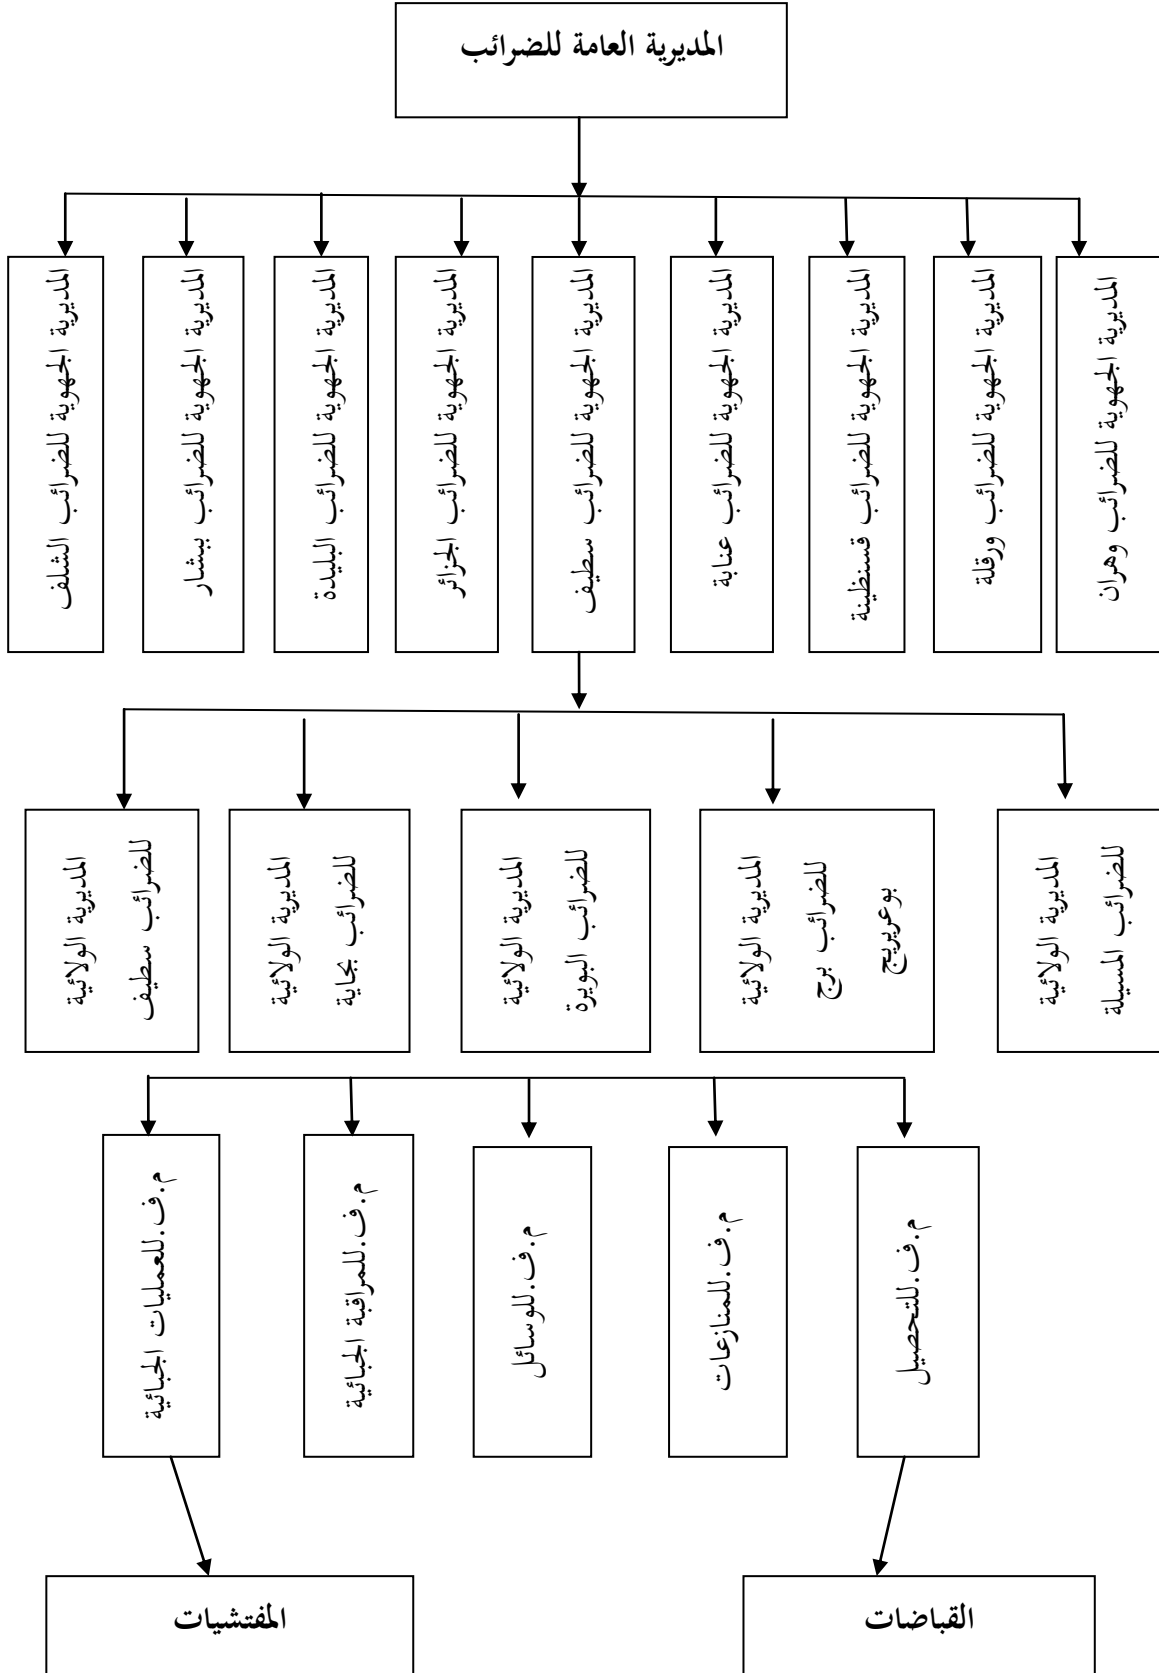 المديرية العامة للضرائب
المديرية الجهوية للضرائب وهران
المديرية الجهوية للضرائب ورقلة
المديرية الجهوية للضرائب قسنطينة
المديرية الجهوية للضرائب عنابة
المديرية الجهوية للضرائب سطيف
المديرية الجهوية للضرائب الجزائر
المديرية الجهوية للضرائب البليدة
المديرية الجهوية للضرائب ببشار
المديرية الجهوية للضرائب الشلف
المديرية الولائية
للضرائب المسيلة
المديرية الولائية
للضرائب برج
بوعريريج
المديرية الولائية
للضرائب البويرة
المديرية الولائية
للضرائب بجاية
المديرية الولائية
للضرائب سطيف
م.ف.للتحصيل
م.ف.للمنازعات
م.ف.للوسائل
م.ف.للمراقبة الجبائية
م.ف.للعمليات الجبائية
القباضات
المفتشيات